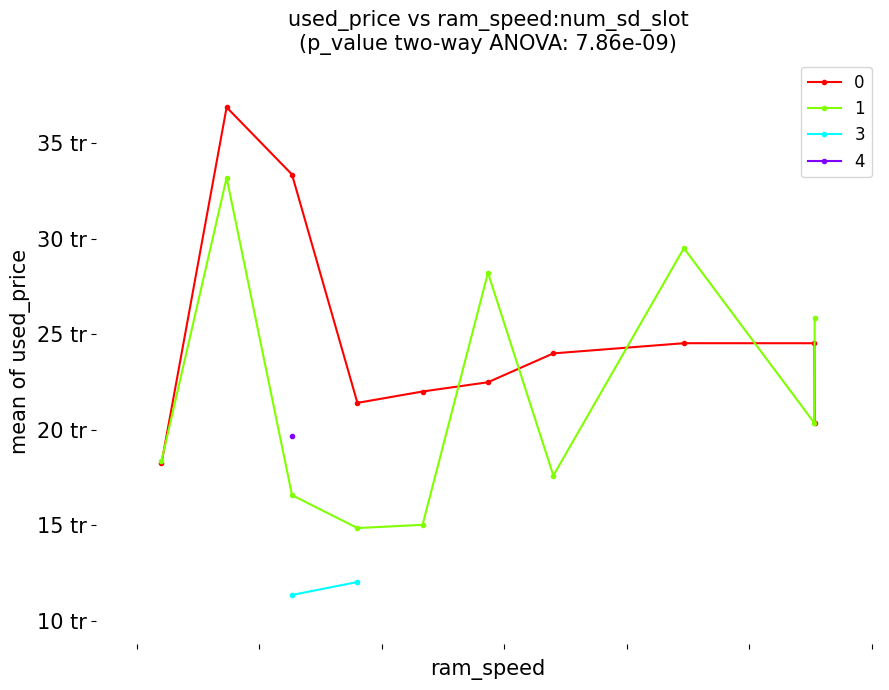 used_price vs ram_speed:num_sd_slot
(p_value two-way ANOVA: 7.86e-09)
0
1
3
4
35 tr
30 tr
25 tr
20 tr
15 tr
10 tr
mean of used_price
ram_speed